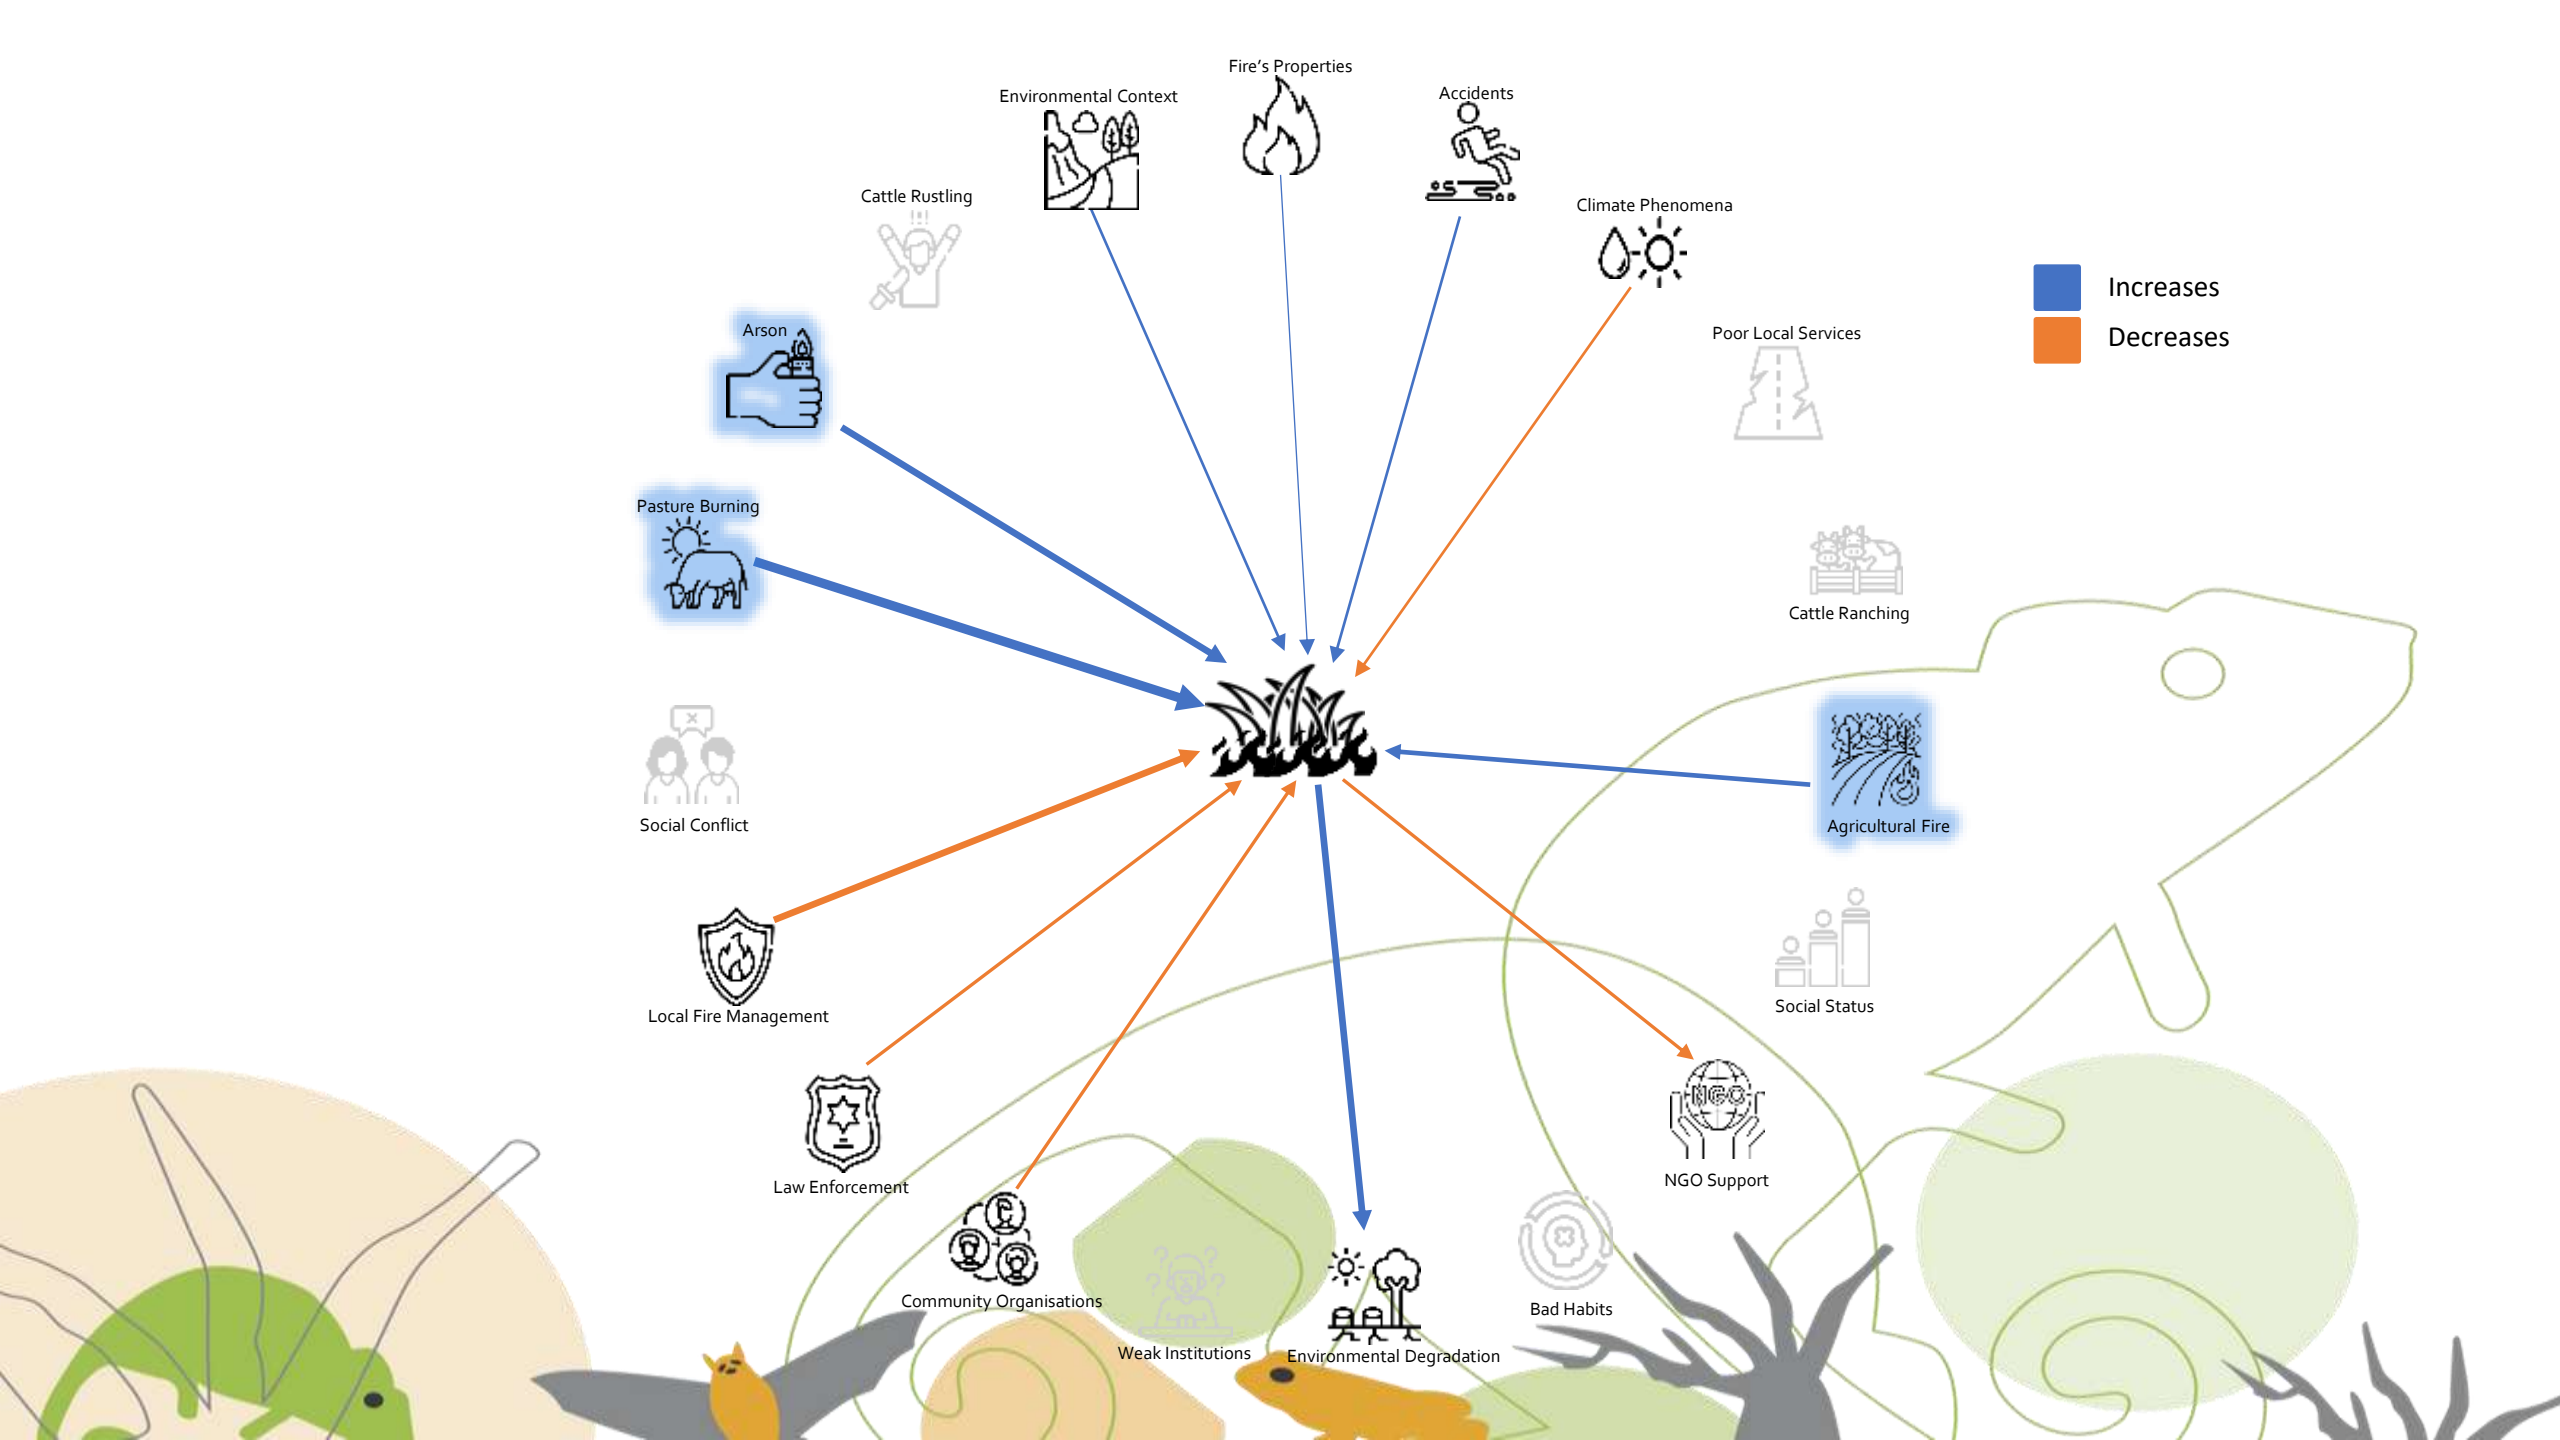 Fire's Properties
Environmental Context
Accidents
Cattle Rustling
Climate Phenomena
Increases
Decreases
Arson
Poor Local Services
Pasture Burning
Cattle Ranching
Social Conflict
Agricultural Fire
Social Status
Local Fire Management
NGO
NGO Support
Law Enforcement
Community Organisations
Bad Habits
Weak Institutions
Environmental Degradation